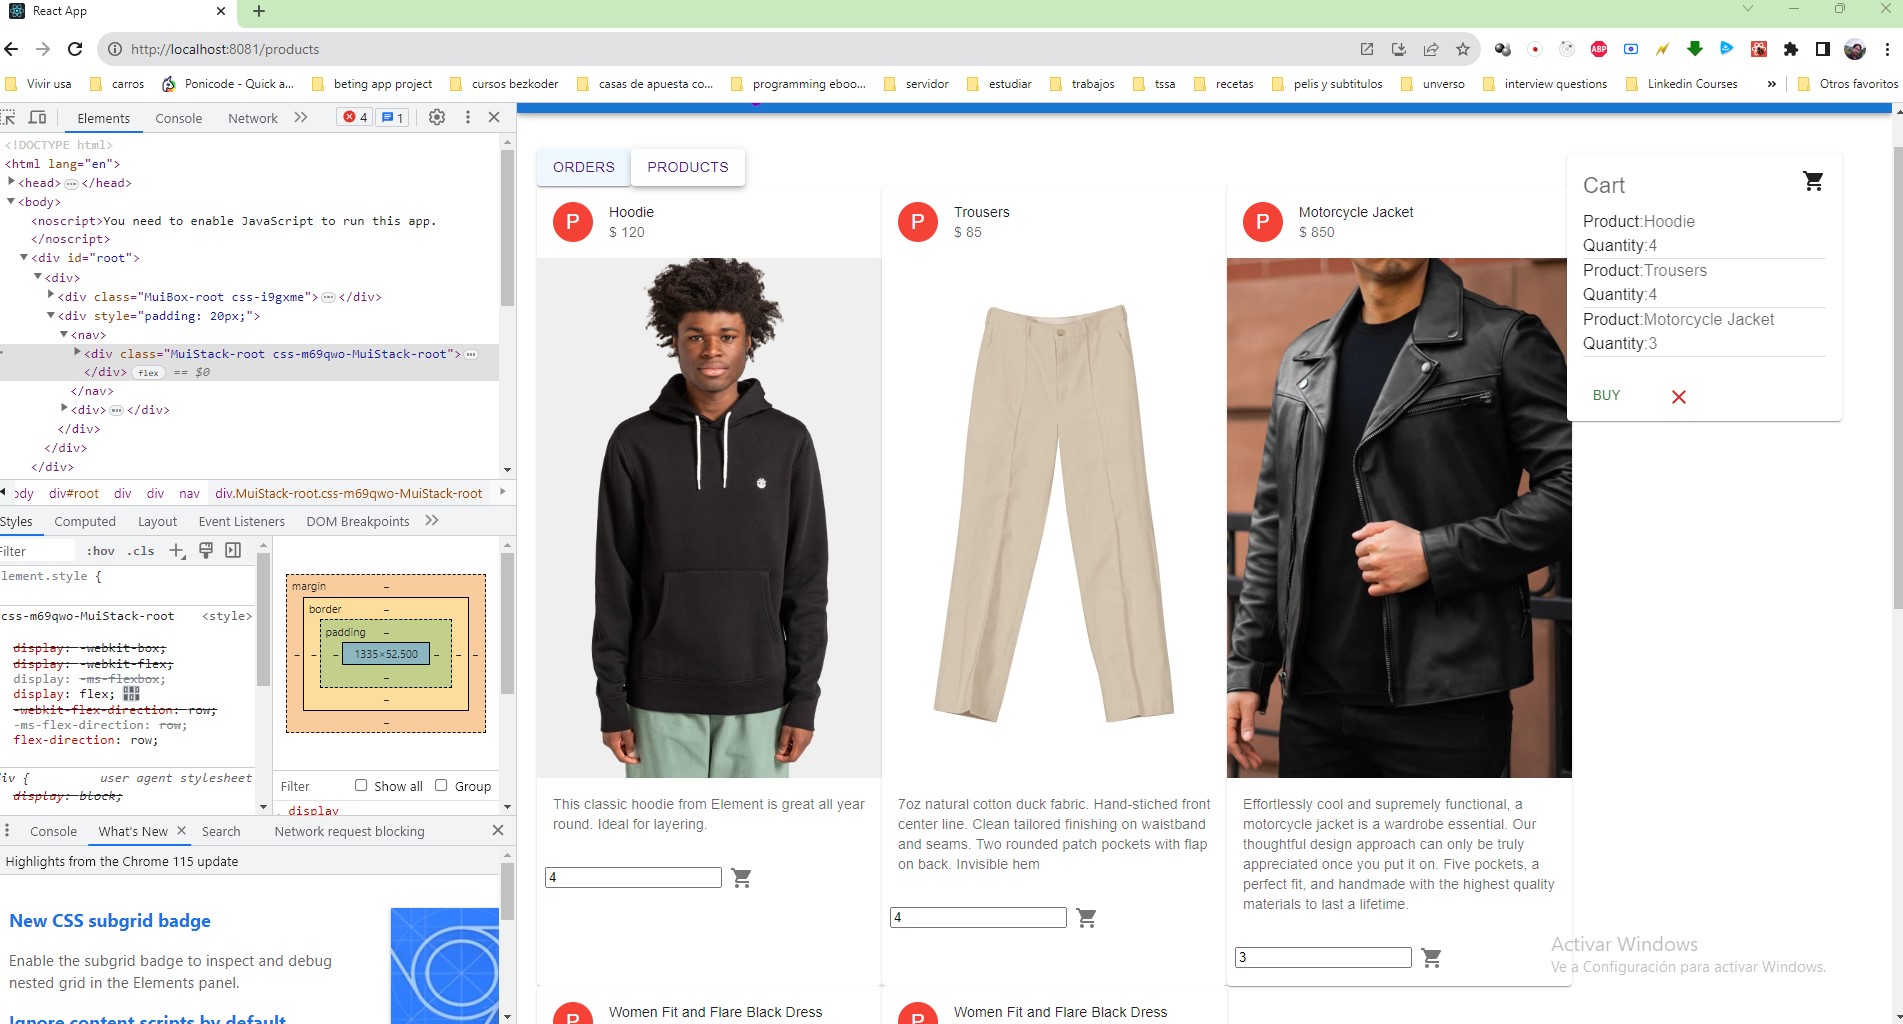 React App
http://localhost:8081/products
ABP
Vivir usa
carros
Ponicode - Quick a...
beting app project
cursos bezkoder
casas de apuesta co...
programming eboo...
servidor
estudiar
trabajos
tssa
recetas
pelis y subtitulos
unverso
interview questions
Linkedin Courses
»
Otros favoritos
Elements
Console
Network
4
1
<!DOCTYPE html>
<html lang="en">
<head> … </head>
<body>
<noscript>You need to enable JavaScript to run this app.
</noscript>
<div id="root">
<div>
<div class="MuiBox-root css-i9gxme"> … </div>
<div style="padding: 20px;">
<nav>
<div class="MuiStack-root css-m69qwo-MuiStack-root"> …
</div> flex == $0
</nav>
<div> … </div>
</div>
</div>
</div>
ody div#root div div nav div.MuiStack-root.css-m69qwo-MuiStack-root
Styles Computed Layout Event Listeners DOM Breakpoints
Filter :hov .cls
lement.style {
css-m69qwo-MuiStack-root <style>
display: -webkit-box;
display: -webkit-flex;
display: -ms-flexbox;
display: flex;
-webkit-flex-direction: row;
-ms-flex-direction: row;
flex-direction: row;
iv { user agent stylesheet
display: block;
margin –
border –
padding –
– – – 1335×52.500 – – –
–
–
–
Filter Show all Group
display
Console What's New Search Network request blocking
Highlights from the Chrome 115 update
New CSS subgrid badge
Enable the subgrid badge to inspect and debug
nested grid in the Elements panel.
Ignore content scripts by default
ORDERS PRODUCTS
P
Hoodie
$ 120
This classic hoodie from Element is great all year
round. Ideal for layering.
4
P
Trousers
$ 85
7oz natural cotton duck fabric. Hand-stiched front
center line. Clean tailored finishing on waistband
and seams. Two rounded patch pockets with flap
on back. Invisible hem
4
P
Motorcycle Jacket
$ 850
Effortlessly cool and supremely functional, a
motorcycle jacket is a wardrobe essential. Our
thoughtful design approach can only be truly
appreciated once you put it on. Five pockets, a
perfect fit, and handmade with the highest quality
materials to last a lifetime.
3
Cart
Product:Hoodie
Quantity:4
Product:Trousers
Quantity:4
Product:Motorcycle Jacket
Quantity:3
BUY
P
Women Fit and Flare Black Dress
P
Women Fit and Flare Black Dress
Activar Windows
Ve a Configuración para activar Windows.